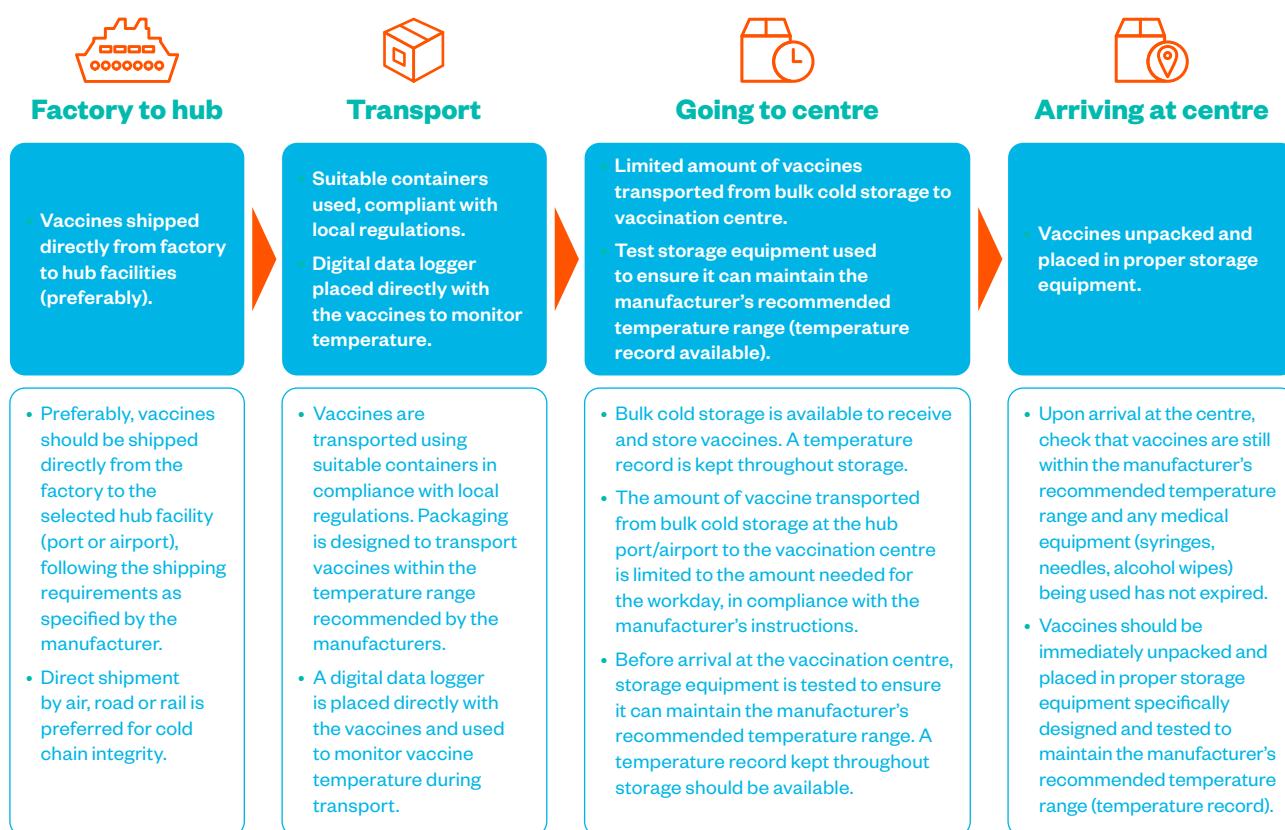 Factory to hub
• Vaccines shipped
directly from factory
to hub facilities
(preferably).
• Preferably, vaccines
should be shipped
directly from the
factory to the
selected hub facility
(port or airport),
following the shipping
requirements as
specified by the
manufacturer.
• Direct shipment
by air, road or rail is
preferred for cold
chain integrity.
Transport
• Suitable containers
used, compliant with
local regulations.
• Digital data logger
placed directly with
the vaccines to monitor
temperature.
• Vaccines are
transported using
suitable containers in
compliance with local
regulations. Packaging
is designed to transport
vaccines within the
temperature range
recommended by the
manufacturers.
• A digital data logger
is placed directly with
the vaccines and used
to monitor vaccine
temperature during
transport.
Going to centre
• Limited amount of vaccines
transported from bulk cold storage to
vaccination centre.
• Test storage equipment used
to ensure it can maintain the
manufacturer’s recommended
temperature range (temperature
record available).
• Bulk cold storage is available to receive
and store vaccines. A temperature
record is kept throughout storage.
• The amount of vaccine transported
from bulk cold storage at the hub
port/airport to the vaccination centre
is limited to the amount needed for
the workday, in compliance with the
manufacturer’s instructions.
• Before arrival at the vaccination centre,
storage equipment is tested to ensure
it can maintain the manufacturer’s
recommended temperature range. A
temperature record kept throughout
storage should be available.
Arriving at centre
• Vaccines unpacked and
placed in proper storage
equipment.
• Upon arrival at the centre,
check that vaccines are still
within the manufacturer’s
recommended temperature
range and any medical
equipment (syringes,
needles, alcohol wipes)
being used has not expired.
• Vaccines should be
immediately unpacked and
placed in proper storage
equipment specifically
designed and tested to
maintain the manufacturer’s
recommended temperature
range (temperature record).